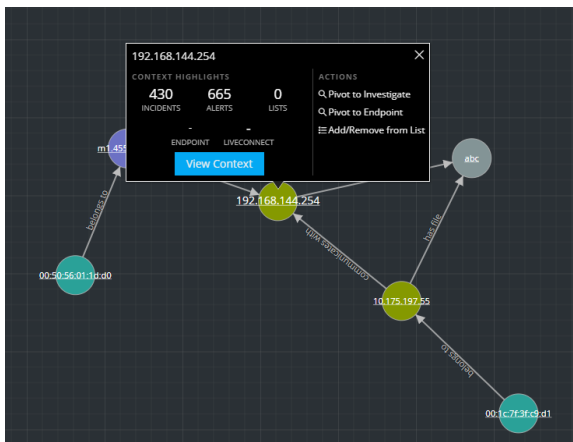 192.168.144.254
CONTEXT HIGHLIGHTS
430 665 0
INCIDENTS ALERTS LISTS
- -
ENDPOINT LIVECONNECT
View Context
ACTIONS
Pivot to Investigate
Pivot to Endpoint
Add/Remove from List
m1.455
abc
192.168.144.254
belongs to
has file
communicates with
00:50:56:01:1d:d0
10.175.197.55
belongs to
00:1c:7f:3f:c9:d1